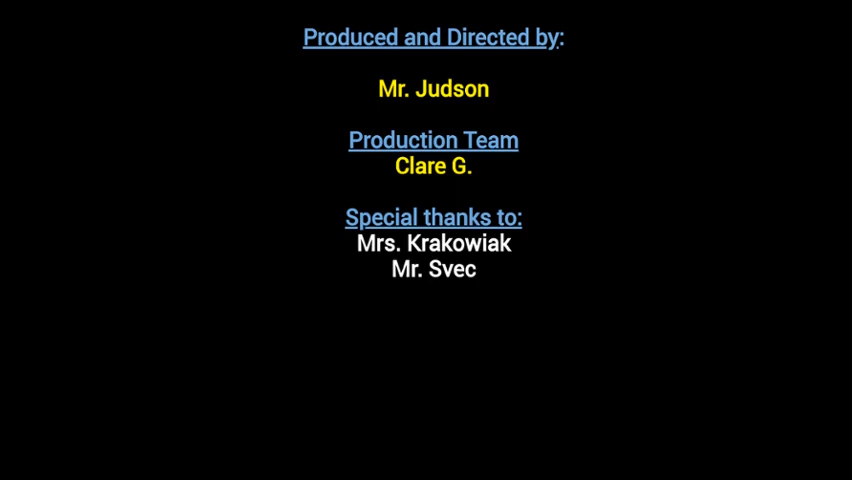 Produced and Directed by:
Mr. Judson
Production Team
Clare G.
Special thanks to:
Mrs. Krakowiak
Mr. Svec